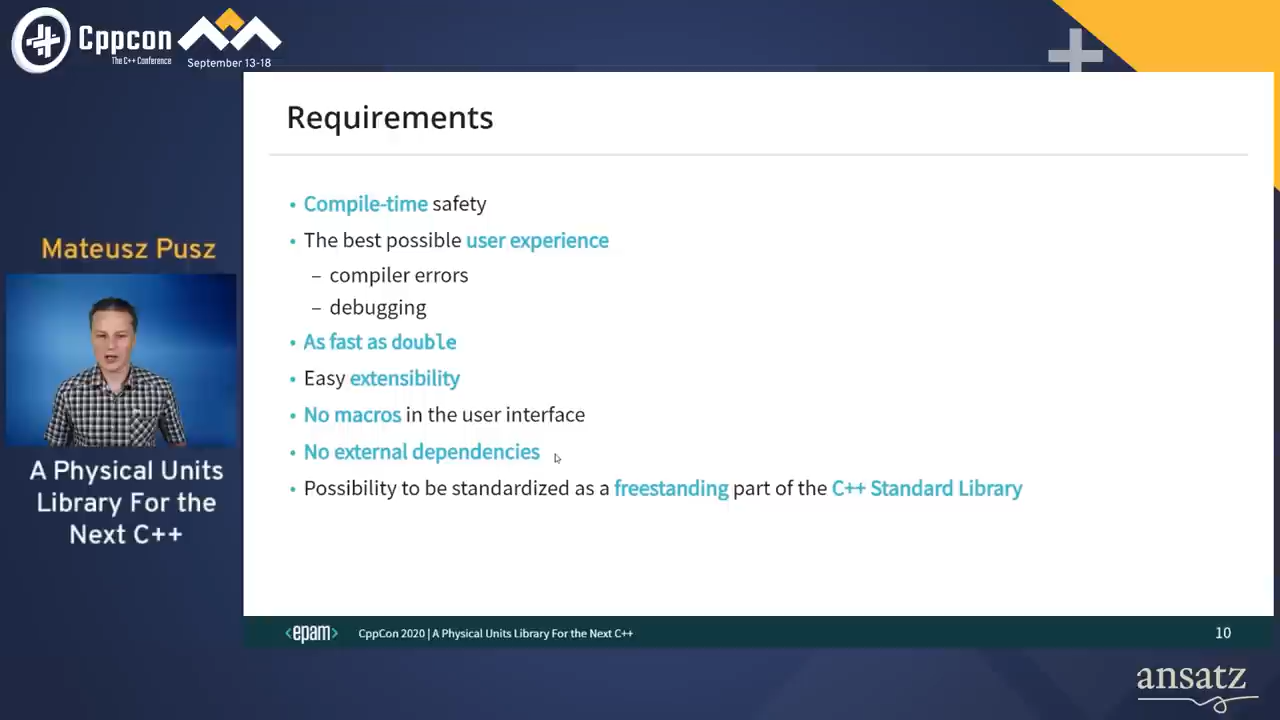 Cppcon
The C++ Conference
September 13-18
Mateusz Pusz
A Physical Units
Library For the
Next C++
Requirements
• Compile-time safety
• The best possible user experience
– compiler errors
– debugging
• As fast as double
• Easy extensibility
• No macros in the user interface
• No external dependencies
• Possibility to be standardized as a freestanding part of the C++ Standard Library
<epam>
CppCon 2020 | A Physical Units Library For the Next C++
10
ansatz